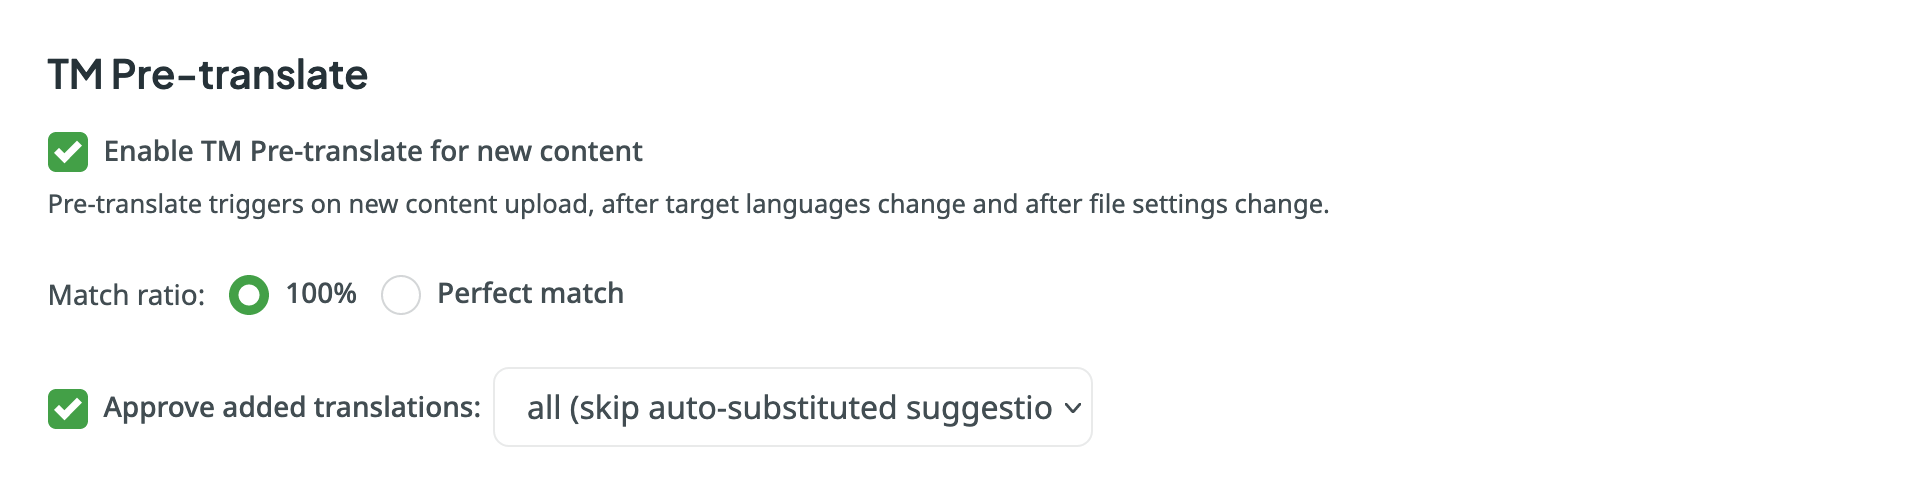 TM Pre-translate
Enable TM Pre-translate for new content
Pre-translate triggers on new content upload, after target languages change and after file settings change.
Match ratio: 100% Perfect match
Approve added translations: all (skip auto-substituted suggestio